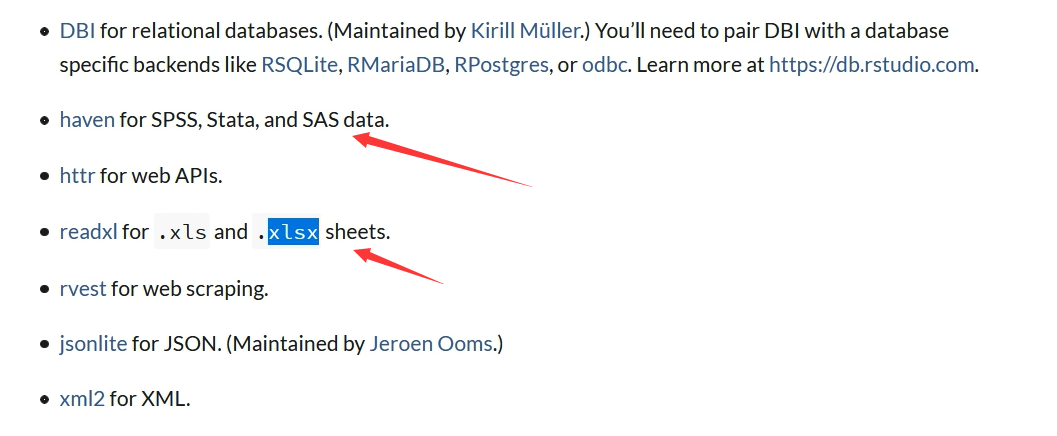 DBI for relational databases. (Maintained by Kirill Müller.) You’ll need to pair DBI with a database
specific backends like RSQLite, RMariaDB, RPostgres, or odbc. Learn more at https://db.rstudio.com.
haven for SPSS, Stata, and SAS data.
httr for web APIs.
readxl for .xls and .xlsx sheets.
rvest for web scraping.
jsonlite for JSON. (Maintained by Jeroen Ooms.)
xml2 for XML.